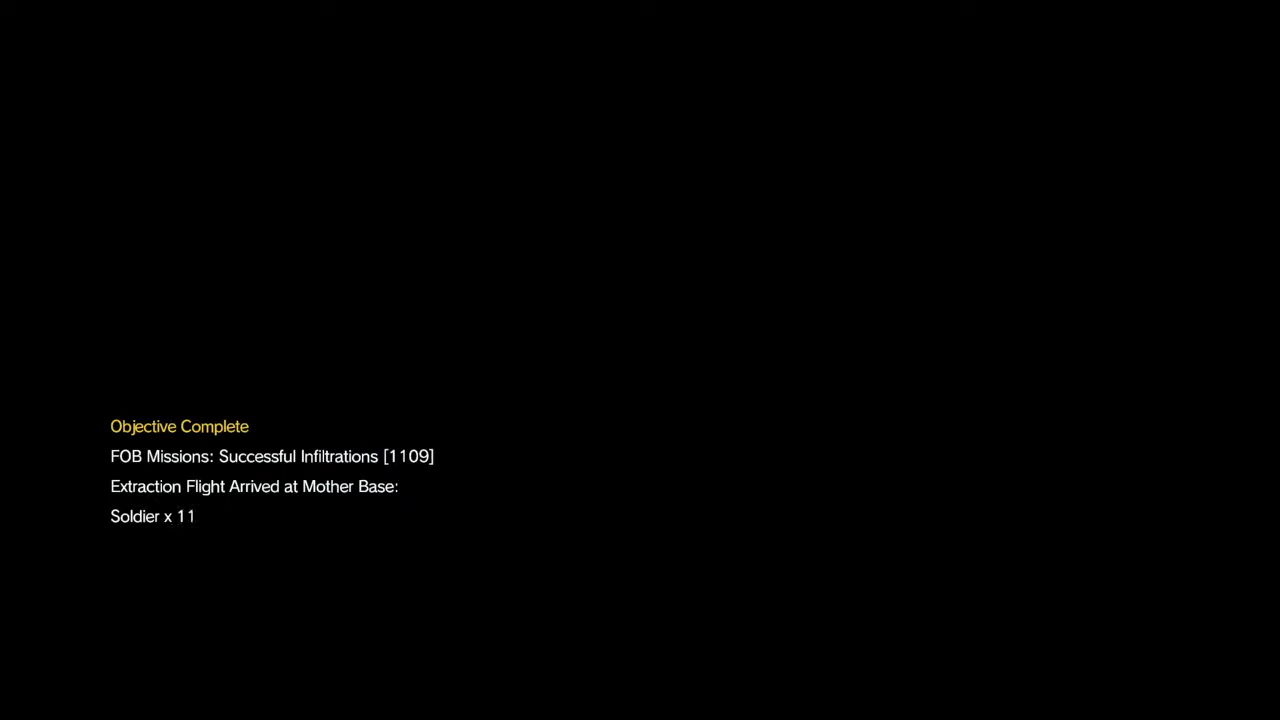 Objective Complete
FOB Missions: Successful Infiltrations [1109]
Extraction Flight Arrived at Mother Base:
Soldier x 11